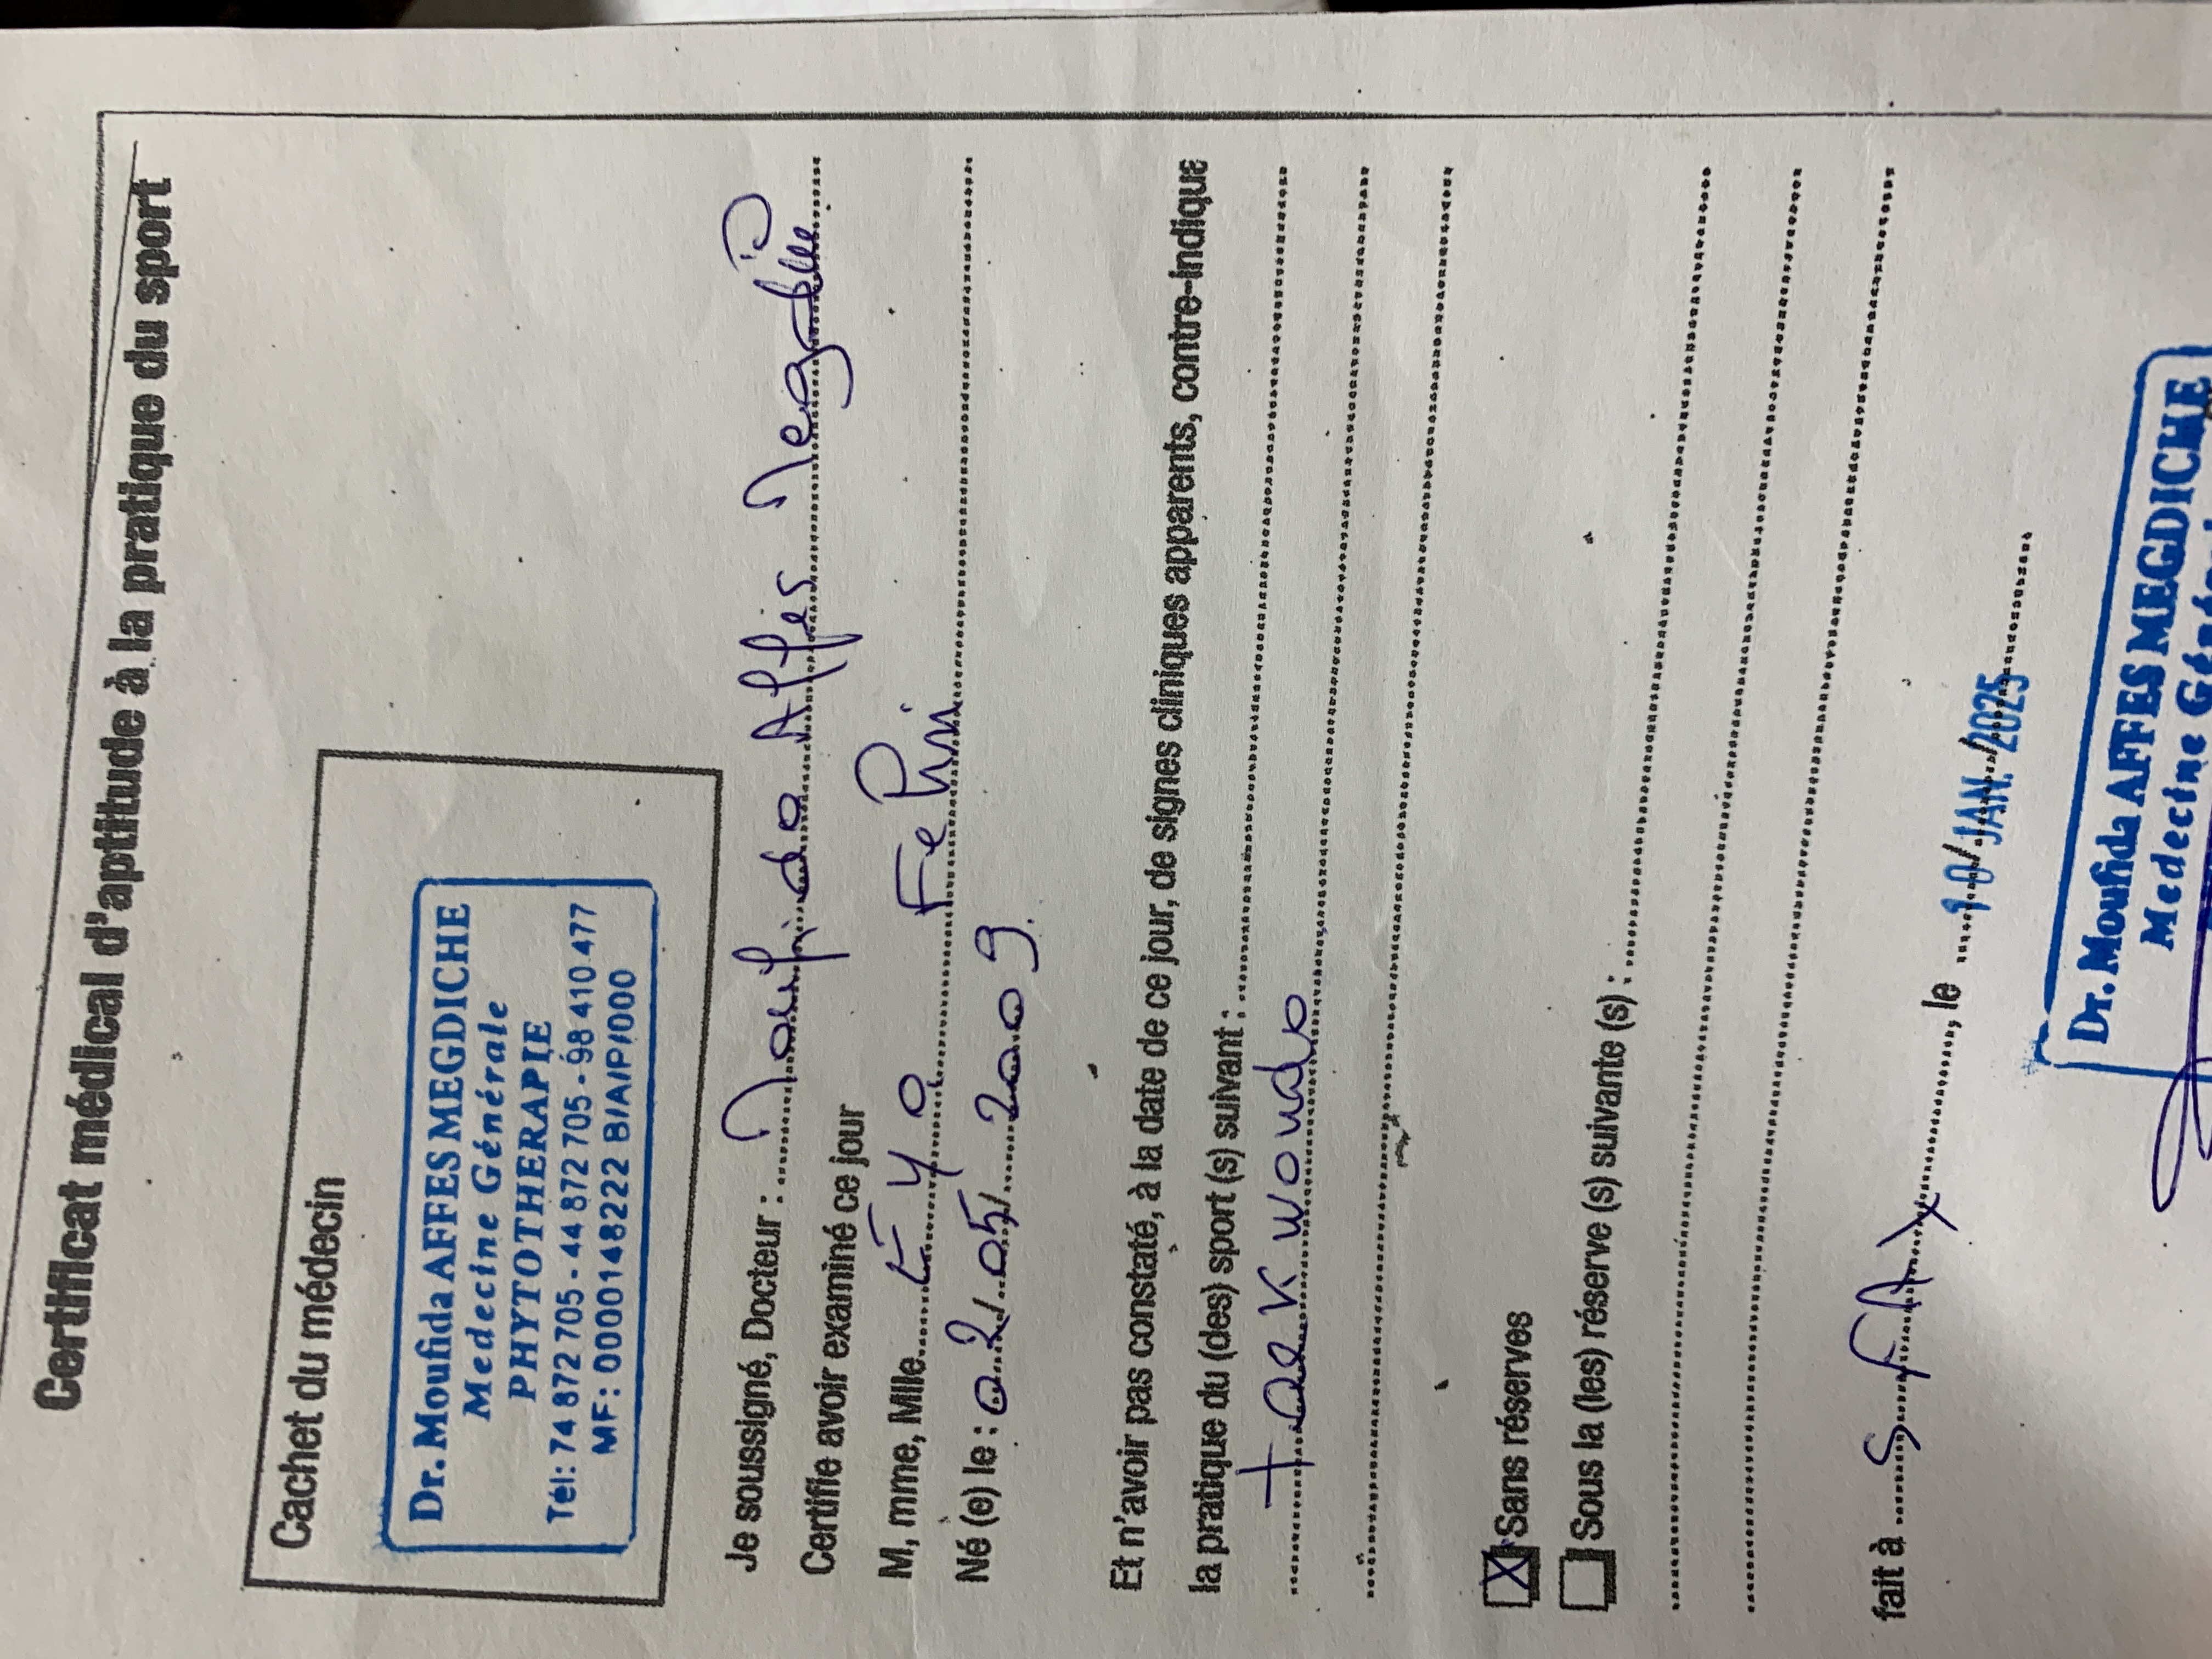 Certificat médical d'aptitude à la pratique du sport
Cachet du médecin
Dr. Moufida AFFES MEGDICHE
Medecine Générale
PHYTOTHERAPIE
Tél: 74 872 705 - 44 872 705 - 98 410 477
MF: 0000148222 B/A/P/000
Je soussigné, Docteur : Moufida Affes Megdiche
Certifie avoir examiné ce jour
M, mme, Mlle Eya
Né (e) le : 02/05/2009
Et n'avoir pas constaté, à la date de ce jour, de signes cliniques apparents, contre-indique
la pratique du (des) sport (s) suivant :
Taekwoudo
Sans réserves
Sous la (les) réserve (s) suivante (s) :
fait à SFAX, le 10 JAN. 2025
Dr. Moufida AFFES MEGDICHE
Medecine Générale